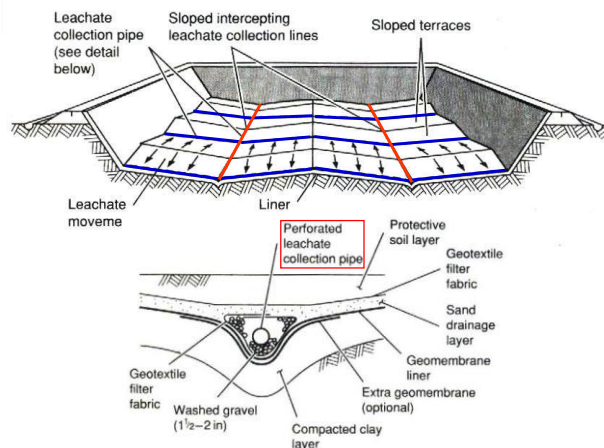 Leachate
collection pipe
(see detail
below)
Sloped intercepting
leachate collection lines
Sloped terraces
Leachate
moveme
Liner
Perforated
leachate
collection pipe
Protective
soil layer
Geotextile
filter
fabric
Sand
drainage
layer
Geomembrane
liner
Extra geomembrane
(optional)
Geotextile
filter
fabric
Washed gravel
(1½–2 in)
Compacted clay
layer